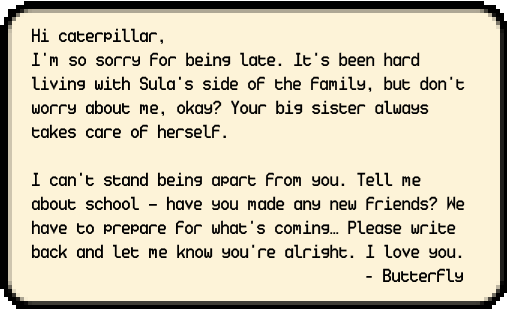 Hi caterpillar,
I'm so sorry for being late. It's been hard
living with Sula's side of the family, but don't
worry about me, okay? Your big sister always
takes care of herself.

I can't stand being apart from you. Tell me
about school – have you made any new friends? We
have to prepare for what's coming… Please write
back and let me know you're alright. I love you.
- Butterfly